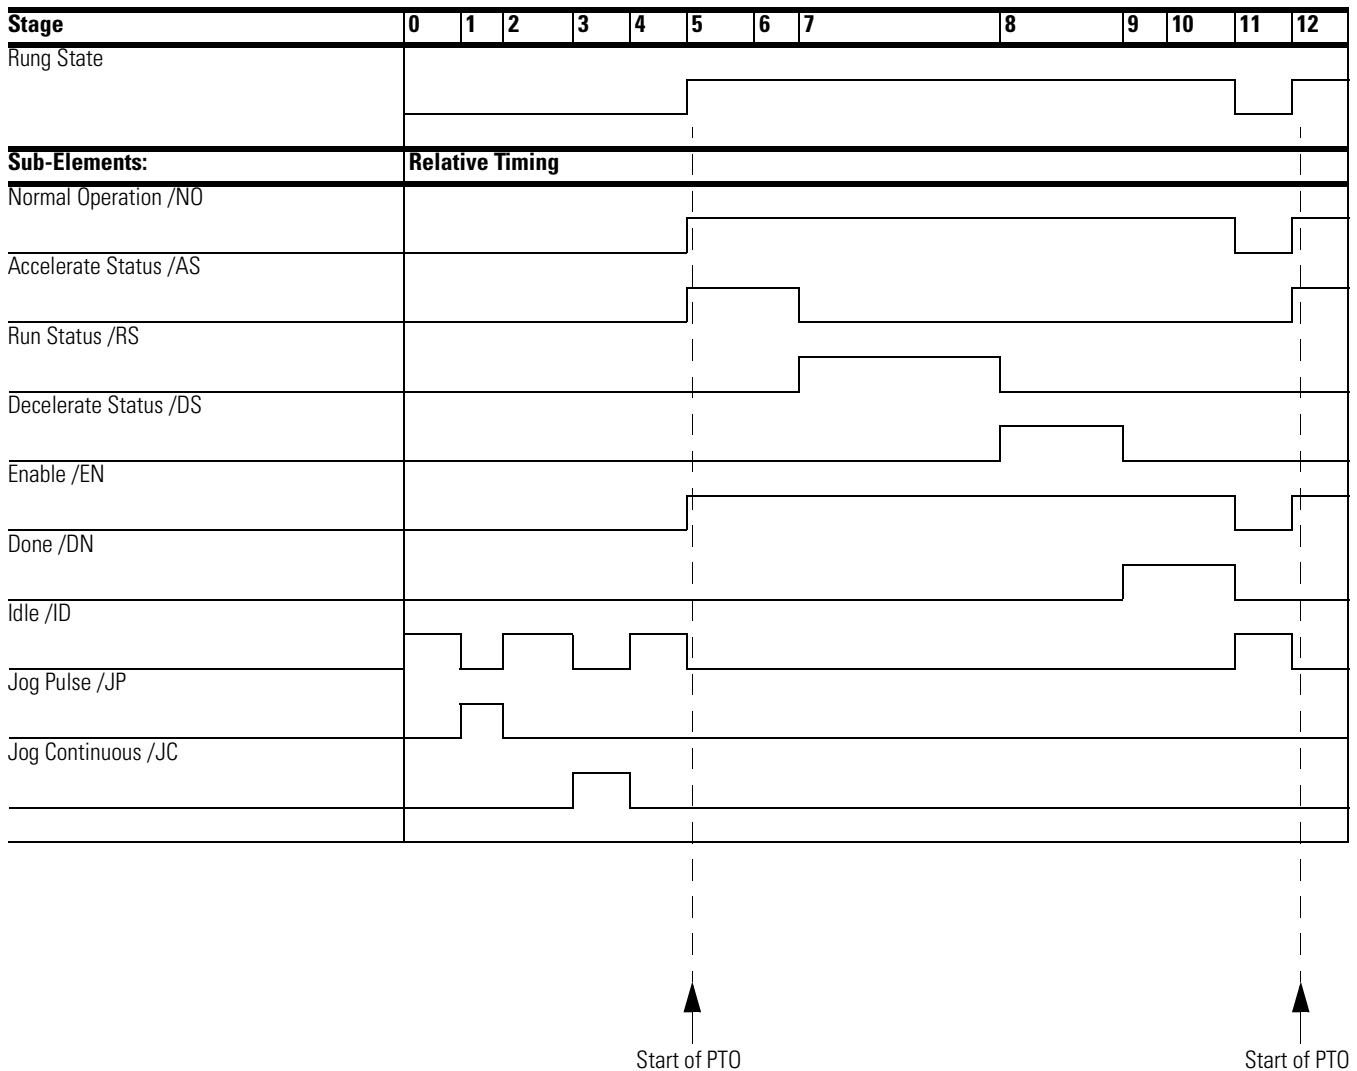 Stage 0 1 2 3 4 5 6 7 8 9 10 11 12
Rung State
Sub-Elements: Relative Timing
Normal Operation /NO
Accelerate Status /AS
Run Status /RS
Decelerate Status /DS
Enable /EN
Done /DN
Idle /ID
Jog Pulse /JP
Jog Continuous /JC
Start of PTO Start of PTO